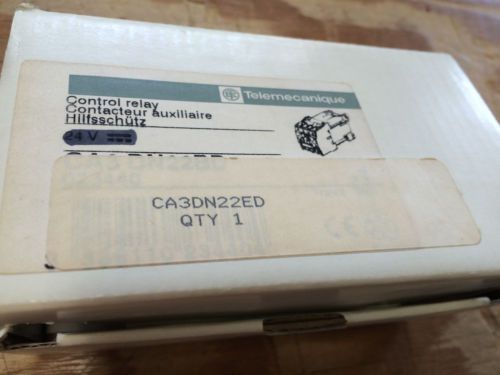 Telemecanique
Control relay
Contacteur auxiliaire
Hilfsschütz
24 V
CA3DN22ED
QTY 1